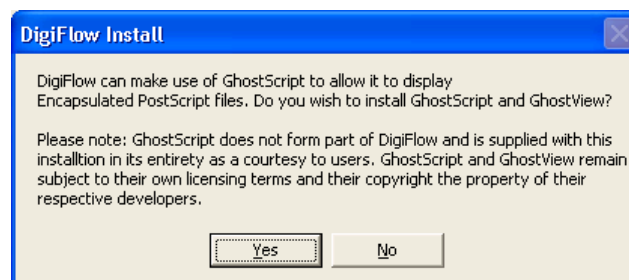 DigiFlow Install
DigiFlow can make use of GhostScript to allow it to display
Encapsulated PostScript files. Do you wish to install GhostScript and GhostView?
Please note: GhostScript does not form part of DigiFlow and is supplied with this
installtion in its entirety as a courtesy to users. GhostScript and GhostView remain
subject to their own licensing terms and their copyright the property of their
respective developers.
Yes
No